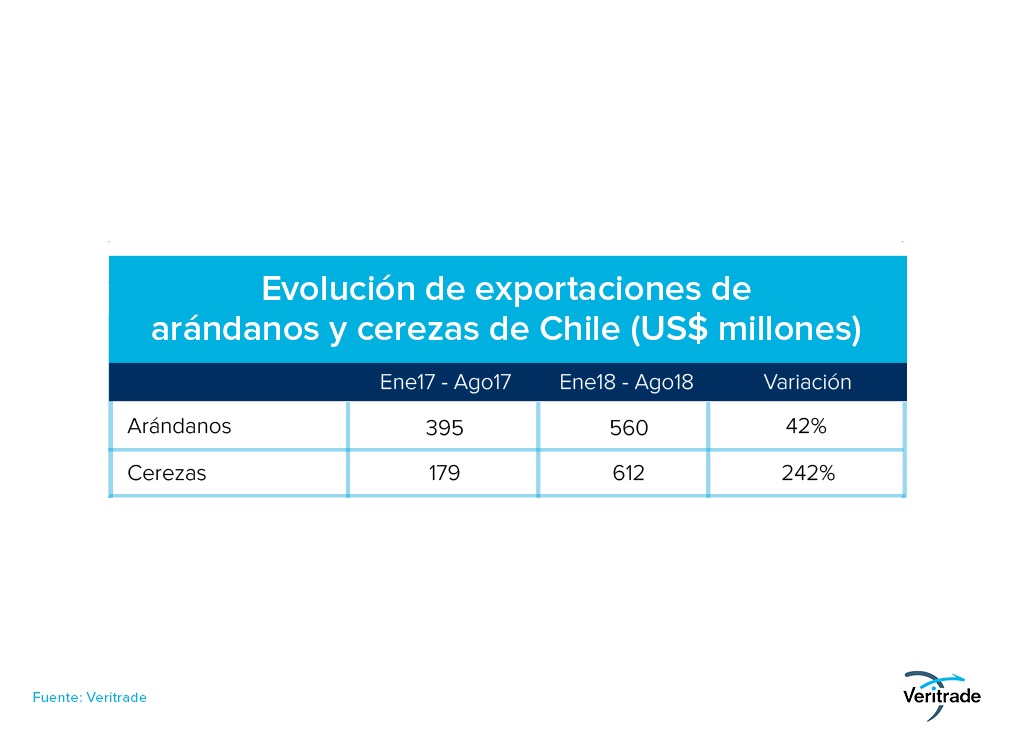 Evolución de exportaciones de
arándanos y cerezas de Chile (US$ millones)
Ene17 - Ago17 Ene18 - Ago18 Variación
Arándanos 395 560 42%
Cerezas 179 612 242%
Fuente: Veritrade
Veritrade